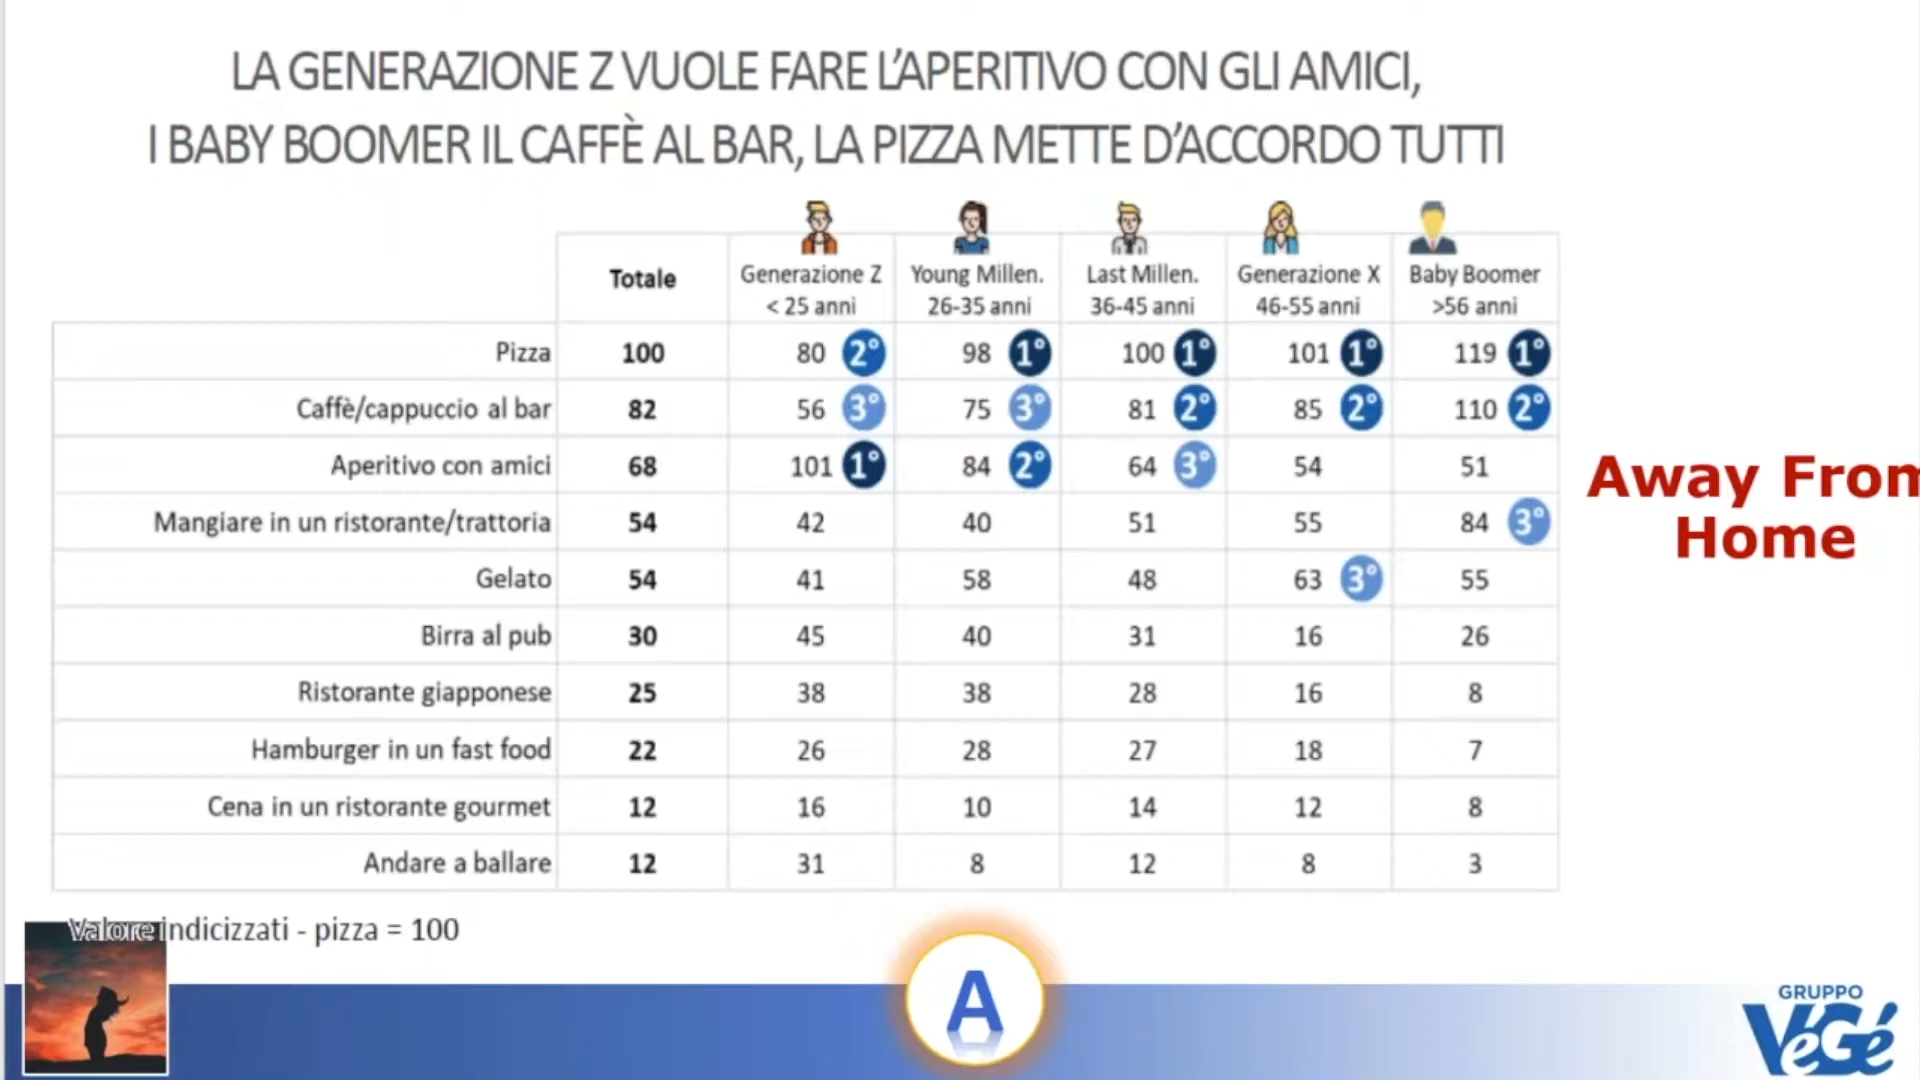 LA GENERAZIONE Z VUOLE FARE L'APERITIVO CON GLI AMICI,
I BABY BOOMER IL CAFFÈ AL BAR, LA PIZZA METTE D'ACCORDO TUTTI
Totale
Generazione Z
< 25 anni
Young Millen.
26-35 anni
Last Millen.
36-45 anni
Generazione X
46-55 anni
Baby Boomer
>56 anni
Pizza 100 80 2° 98 1° 100 1° 101 1° 119 1°
Caffè/cappuccio al bar 82 56 3° 75 3° 81 2° 85 2° 110 2°
Aperitivo con amici 68 101 1° 84 2° 64 3° 54 51
Mangiare in un ristorante/trattoria 54 42 40 51 55 84 3°
Gelato 54 41 58 48 63 3° 55
Birra al pub 30 45 40 31 16 26
Ristorante giapponese 25 38 38 28 16 8
Hamburger in un fast food 22 26 28 27 18 7
Cena in un ristorante gourmet 12 16 10 14 12 8
Andare a ballare 12 31 8 12 8 3
Away From
Home
Valore indicizzati - pizza = 100
A
GRUPPO
VéGé